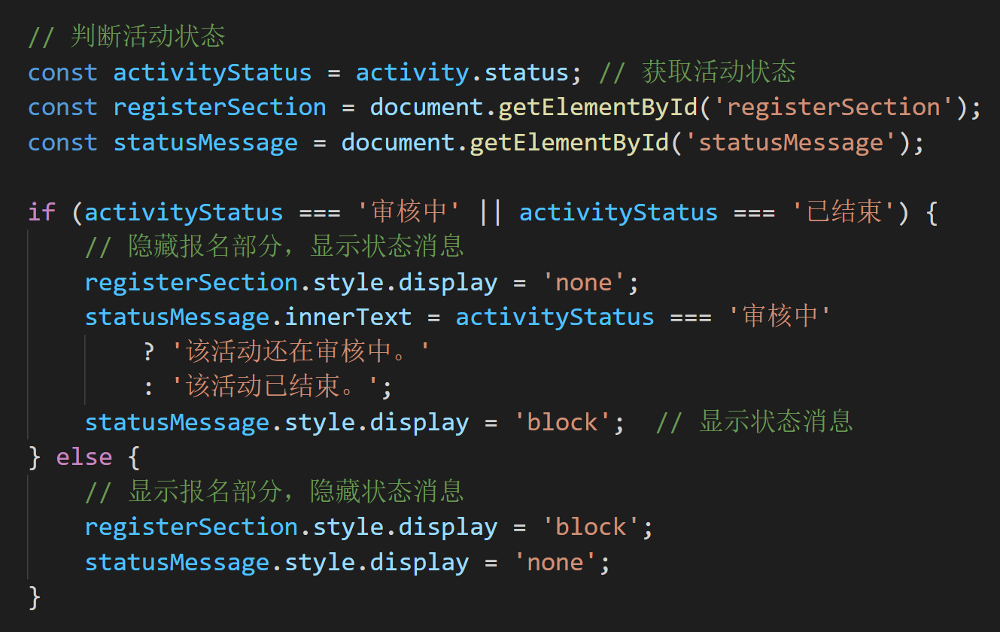 // 判断活动状态
const activityStatus = activity.status; // 获取活动状态
const registerSection = document.getElementById('registerSection');
const statusMessage = document.getElementById('statusMessage');

if (activityStatus === '审核中' || activityStatus === '已结束') {
    // 隐藏报名部分，显示状态消息
    registerSection.style.display = 'none';
    statusMessage.innerText = activityStatus === '审核中'
        ? '该活动还在审核中。'
        : '该活动已结束。';
    statusMessage.style.display = 'block';  // 显示状态消息
} else {
    // 显示报名部分，隐藏状态消息
    registerSection.style.display = 'block';
    statusMessage.style.display = 'none';
}